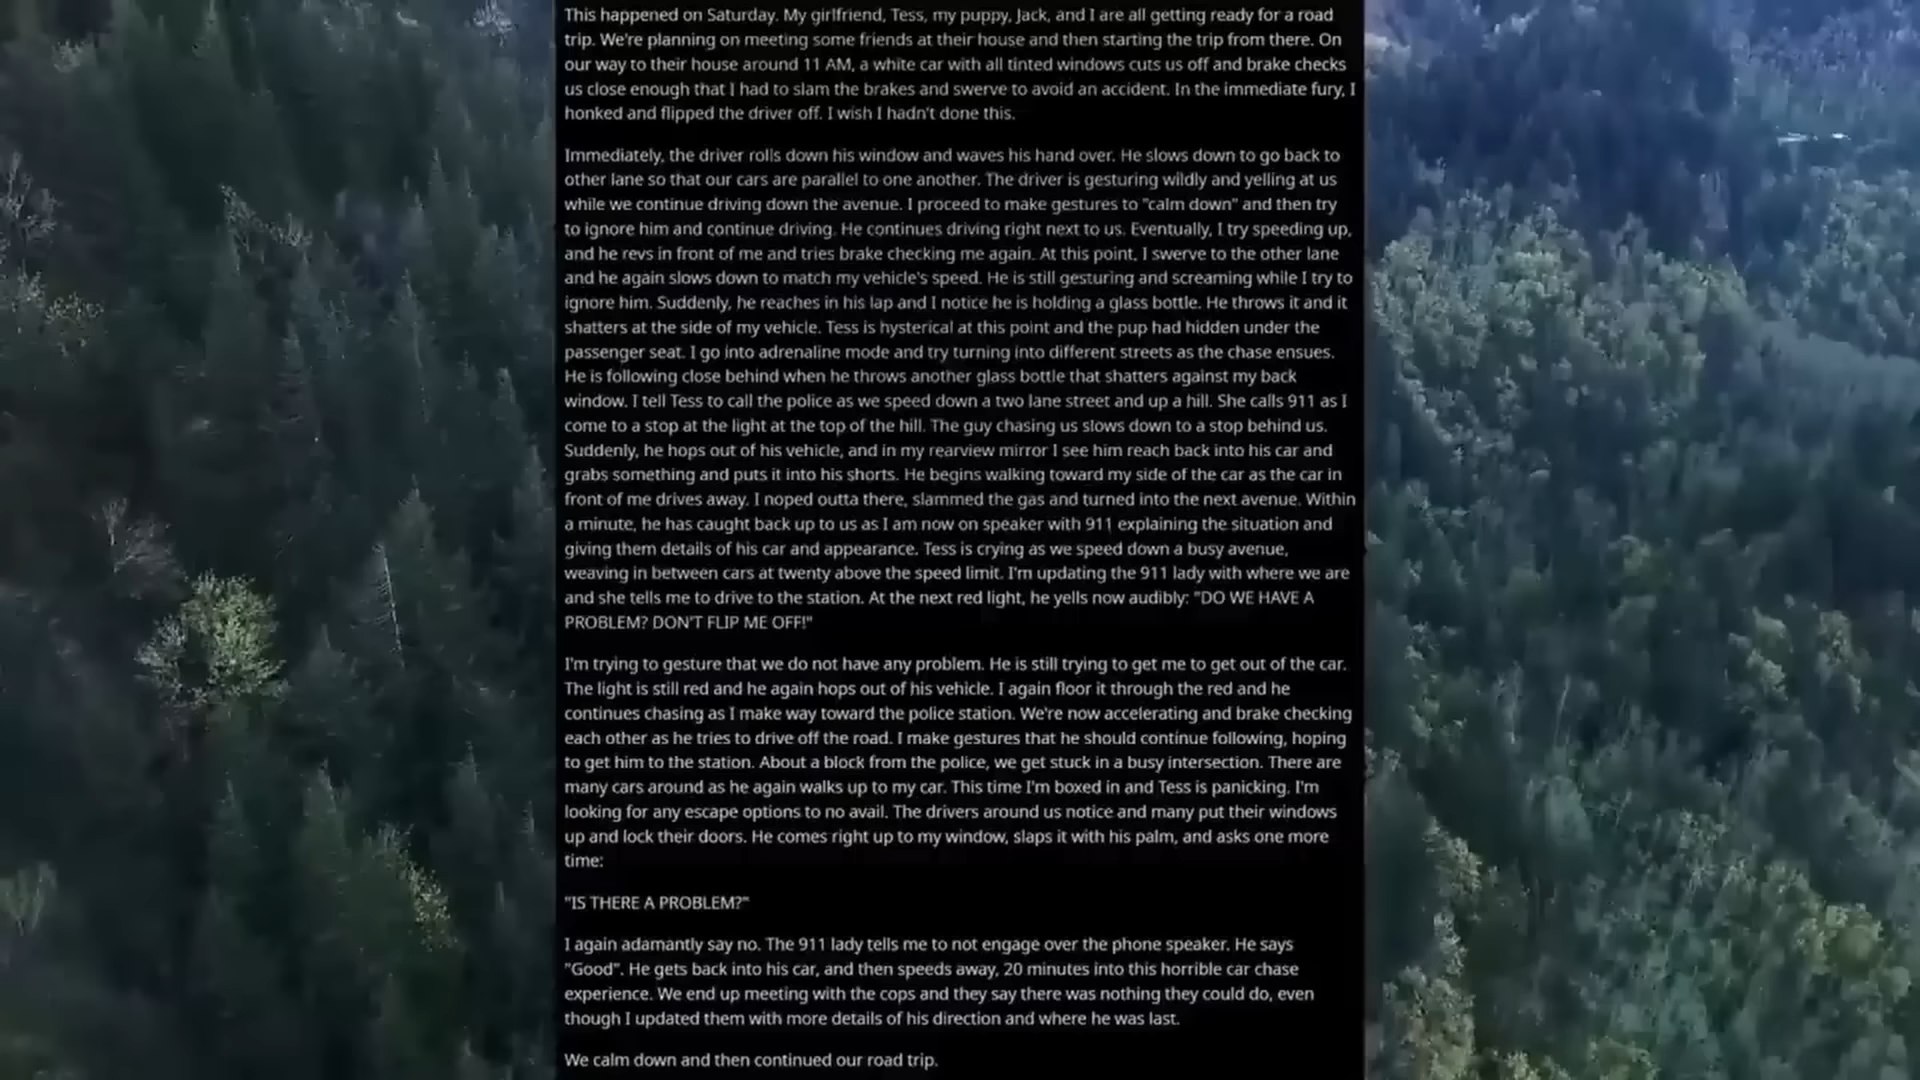 This happened on Saturday. My girlfriend, Tess, my puppy, Jack, and I are all getting ready for a road
trip. We're planning on meeting some friends at their house and then starting the trip from there. On
our way to their house around 11 AM, a white car with all tinted windows cuts us off and brake checks
us close enough that I had to slam the brakes and swerve to avoid an accident. In the immediate fury, I
honked and flipped the driver off. I wish I hadn't done this.
Immediately, the driver rolls down his window and waves his hand over. He slows down to go back to
other lane so that our cars are parallel to one another. The driver is gesturing wildly and yelling at us
while we continue driving down the avenue. I proceed to make gestures to "calm down" and then try
to ignore him and continue driving. He continues driving right next to us. Eventually, I try speeding up,
and he revs in front of me and tries brake checking me again. At this point, I swerve to the other lane
and he again slows down to match my vehicle's speed. He is still gesturing and screaming while I try to
ignore him. Suddenly, he reaches in his lap and I notice he is holding a glass bottle. He throws it and it
shatters at the side of my vehicle. Tess is hysterical at this point and the pup had hidden under the
passenger seat. I go into adrenaline mode and try turning into different streets as the chase ensues.
He is following close behind when he throws another glass bottle that shatters against my back
window. I tell Tess to call the police as we speed down a two lane street and up a hill. She calls 911 as I
come to a stop at the light at the top of the hill. The guy chasing us slows down to a stop behind us.
Suddenly, he hops out of his vehicle, and in my rearview mirror I see him reach back into his car and
grabs something and puts it into his shorts. He begins walking toward my side of the car as the car in
front of me drives away. I noped outta there, slammed the gas and turned into the next avenue. Within
a minute, he has caught back up to us as I am now on speaker with 911 explaining the situation and
giving them details of his car and appearance. Tess is crying as we speed down a busy avenue,
weaving in between cars at twenty above the speed limit. I'm updating the 911 lady with where we are
and she tells me to drive to the station. At the next red light, he yells now audibly: "DO WE HAVE A
PROBLEM? DON'T FLIP ME OFF!"
I'm trying to gesture that we do not have any problem. He is still trying to get me to get out of the car.
The light is still red and he again hops out of his vehicle. I again floor it through the red and he
continues chasing as I make way toward the police station. We're now accelerating and brake checking
each other as he tries to drive off the road. I make gestures that he should continue following, hoping
to get him to the station. About a block from the police, we get stuck in a busy intersection. There are
many cars around as he again walks up to my car. This time I'm boxed in and Tess is panicking. I'm
looking for any escape options to no avail. The drivers around us notice and many put their windows
up and lock their doors. He comes right up to my window, slaps it with his palm, and asks one more
time:
"IS THERE A PROBLEM?"
I again adamantly say no. The 911 lady tells me to not engage over the phone speaker. He says
"Good". He gets back into his car, and then speeds away, 20 minutes into this horrible car chase
experience. We end up meeting with the cops and they say there was nothing they could do, even
though I updated them with more details of his direction and where he was last.
We calm down and then continued our road trip.